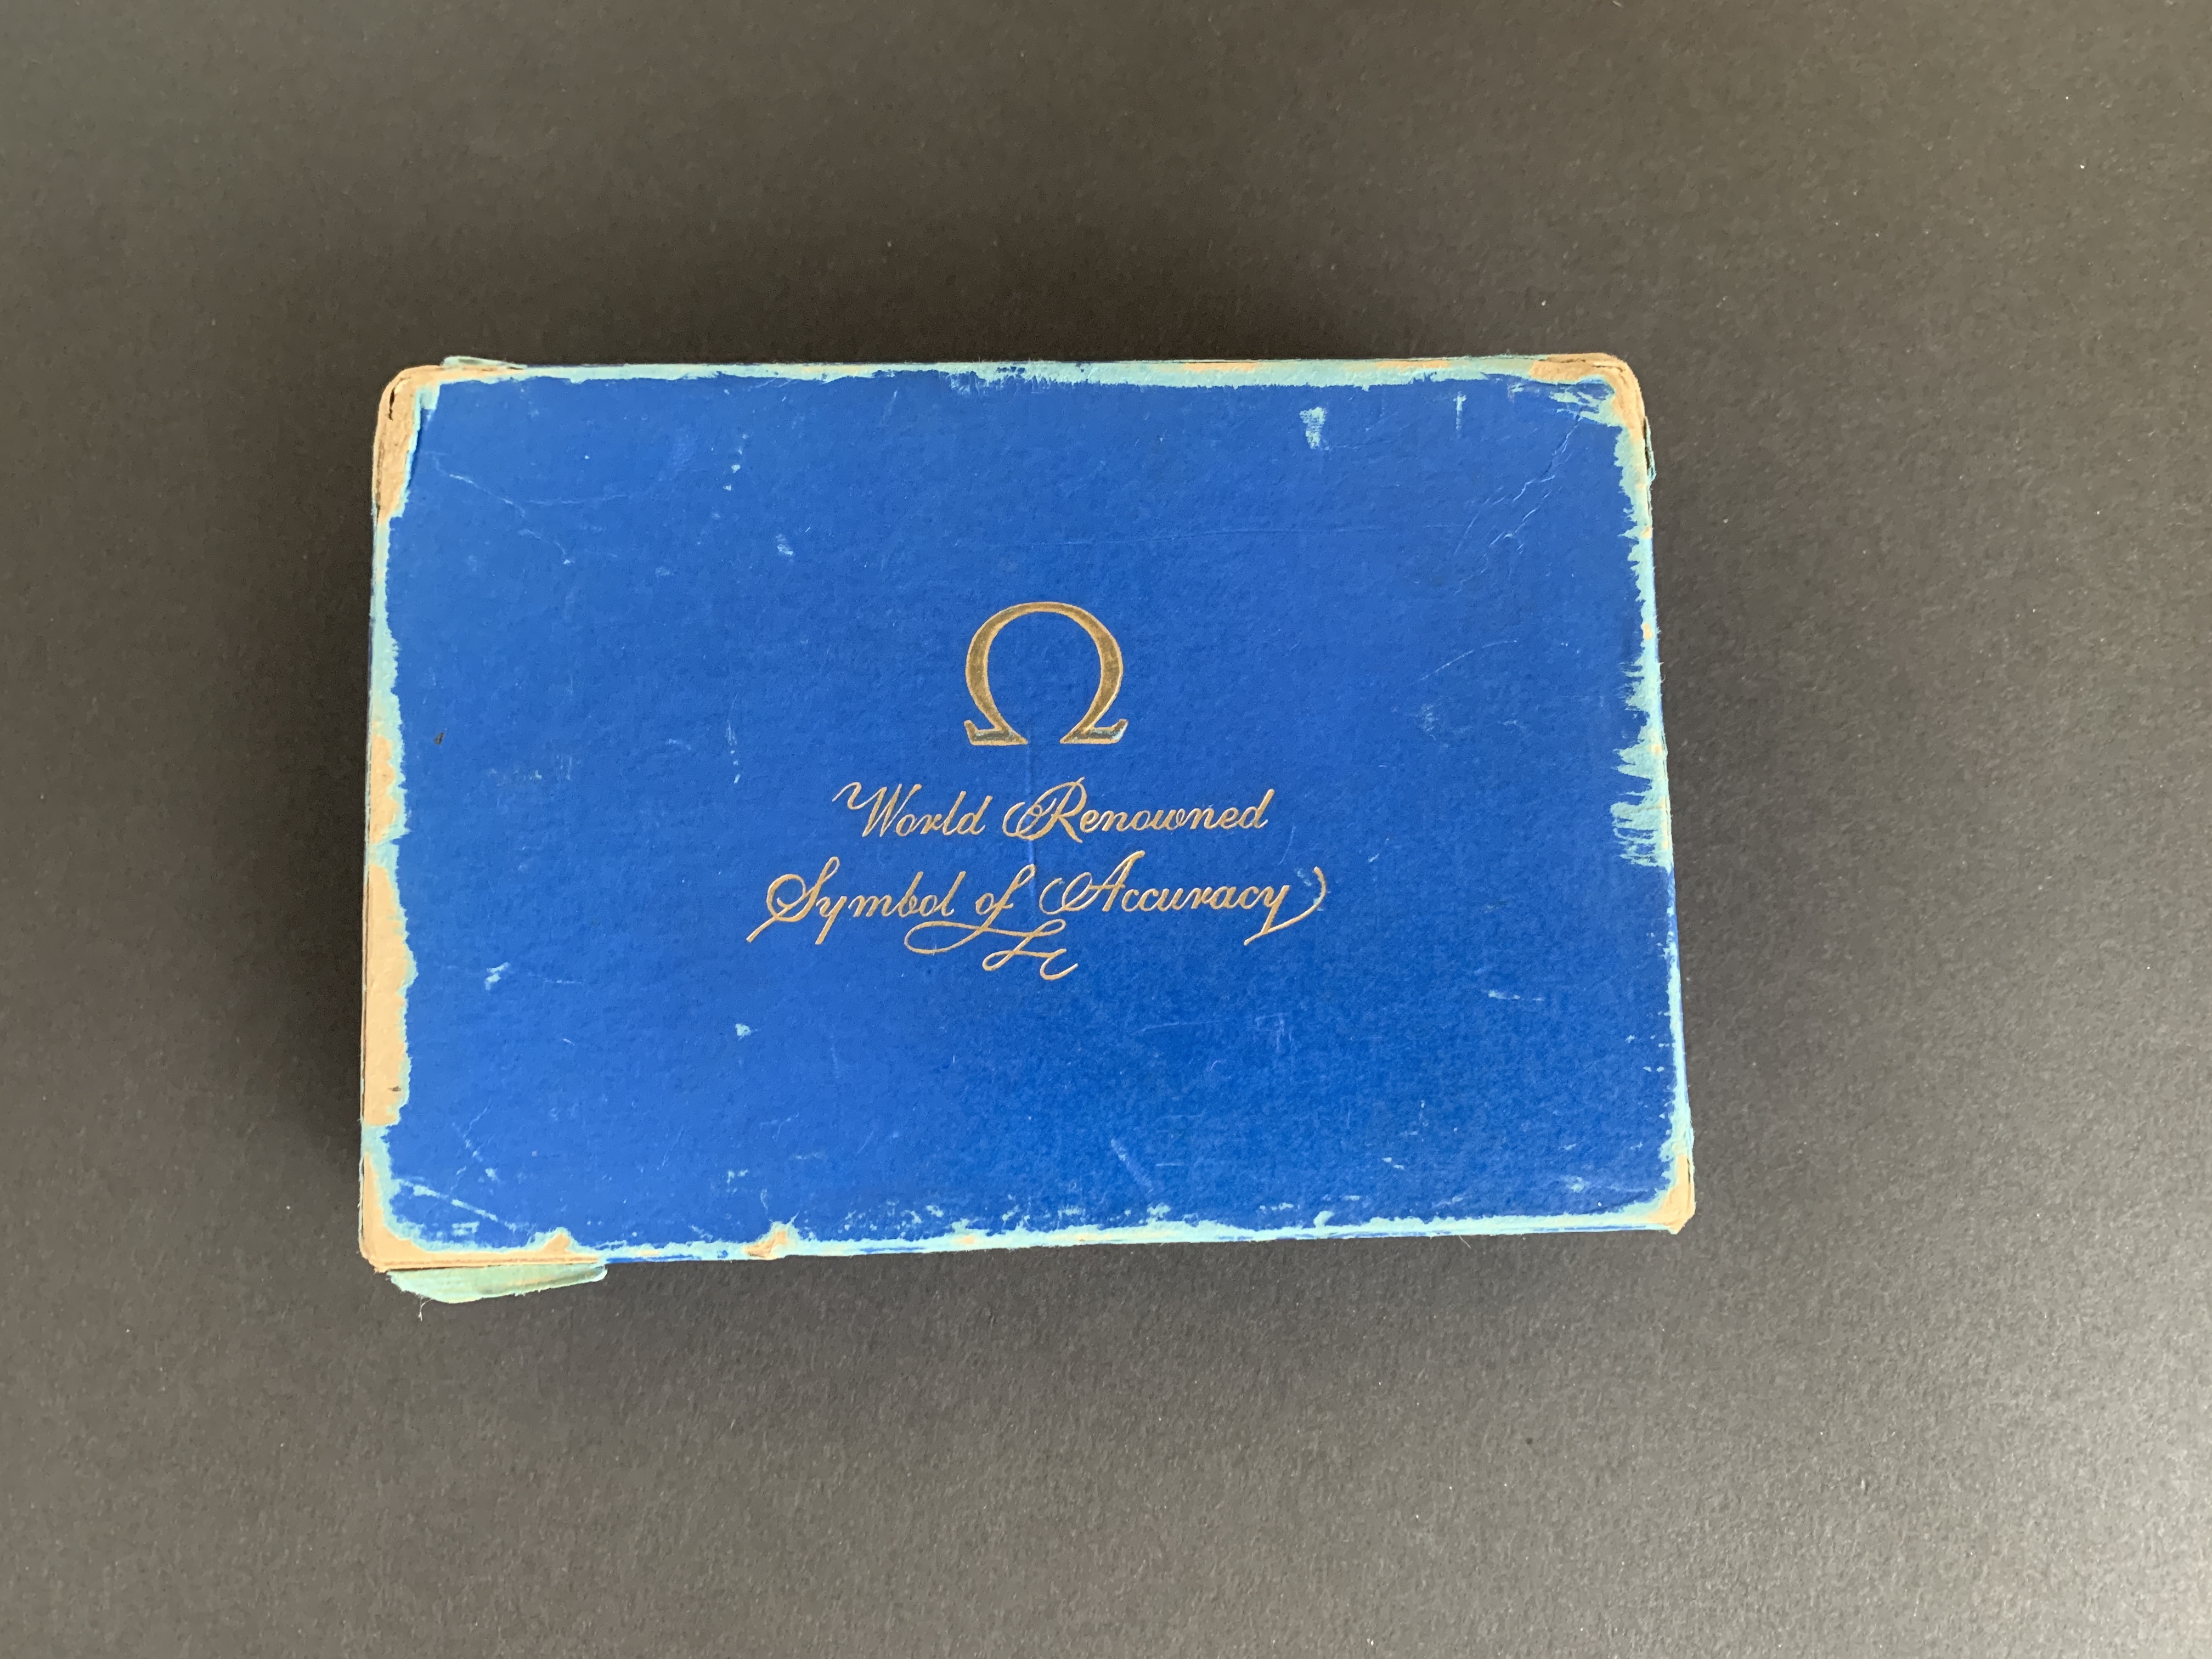 Ω
World Renowned
Symbol of Accuracy